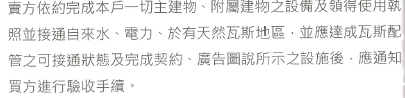 賣方依約完成本戶一切主建物、附屬建物之設備及領得使用執
照並接通自來水、電力、於有天然瓦斯地區，並應達成瓦斯配
管之可接通狀態及完成契約、廣告圖說所示之設施後，應通知
買方進行驗收手續。